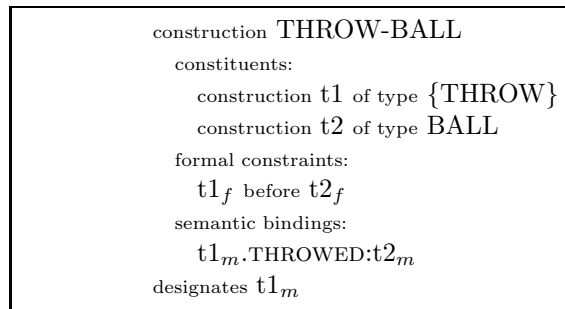 construction THROW-BALL
constituents:
construction t1 of type {THROW}
construction t2 of type BALL
formal constraints:
t1f before t2f
semantic bindings:
t1m.THROWED:t2m
designates t1m